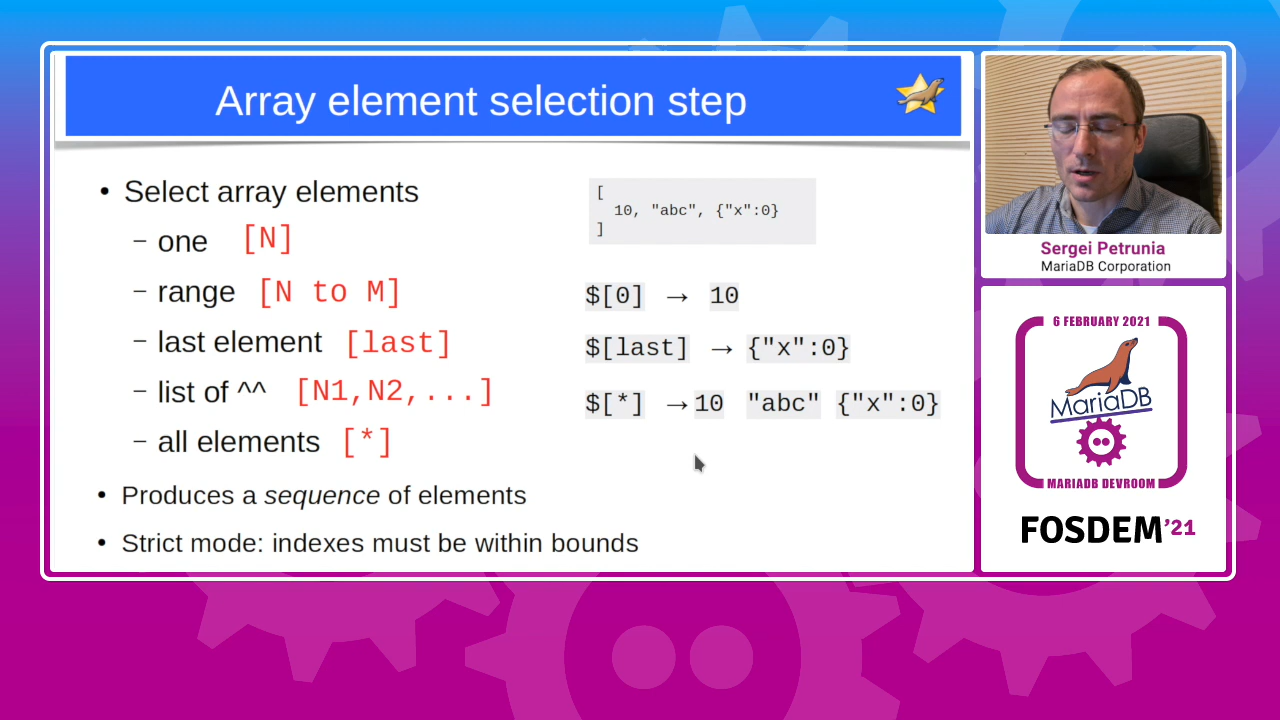 Array element selection step
• Select array elements
– one [N]
– range [N to M]
– last element [last]
– list of ^^ [N1,N2,...]
– all elements [*]
• Produces a sequence of elements
• Strict mode: indexes must be within bounds
[
10, "abc", {"x":0}
]
$[0] → 10
$[last] → {"x":0}
$[*] →10 "abc" {"x":0}
Sergei Petrunia
MariaDB Corporation
6 FEBRUARY 2021
MariaDB
MARIADB DEVROOM
FOSDEM'21